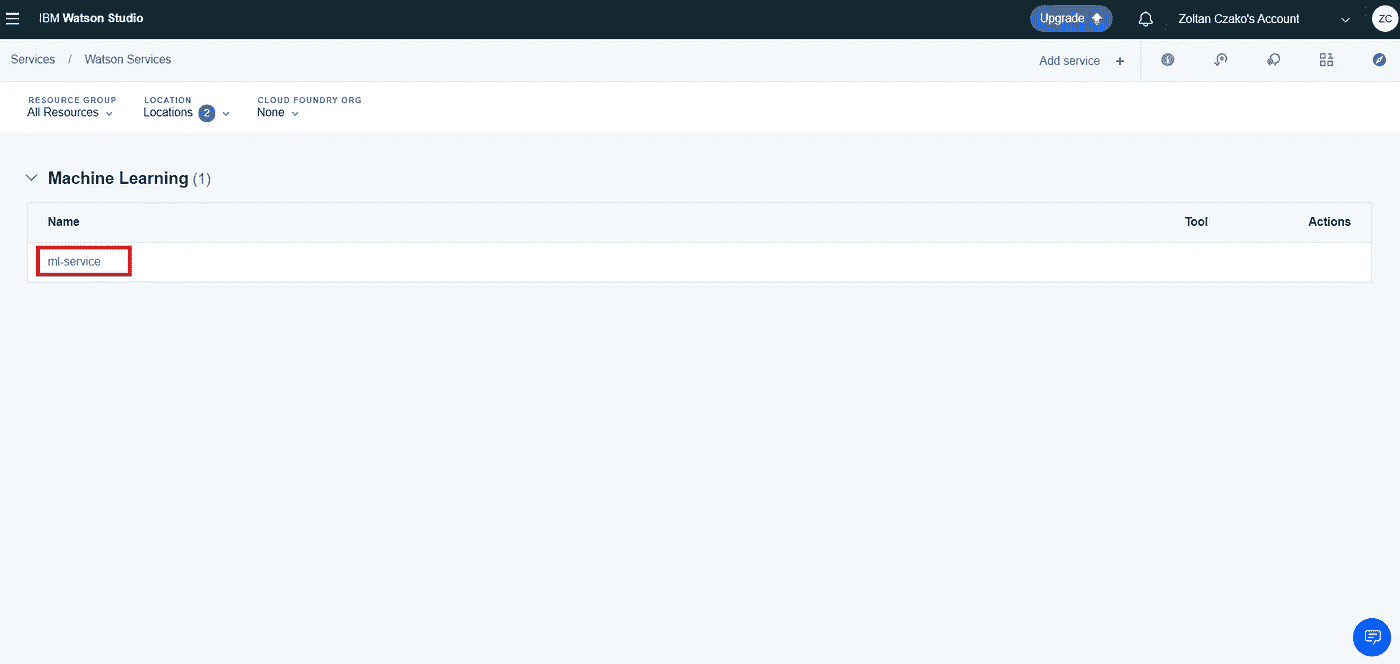 IBM Watson Studio
Upgrade
Zoltan Czako's Account
ZC
Services / Watson Services
Add service +
RESOURCE GROUP
All Resources
LOCATION
Locations 2
CLOUD FOUNDRY ORG
None
Machine Learning (1)
Name Tool Actions
ml-service